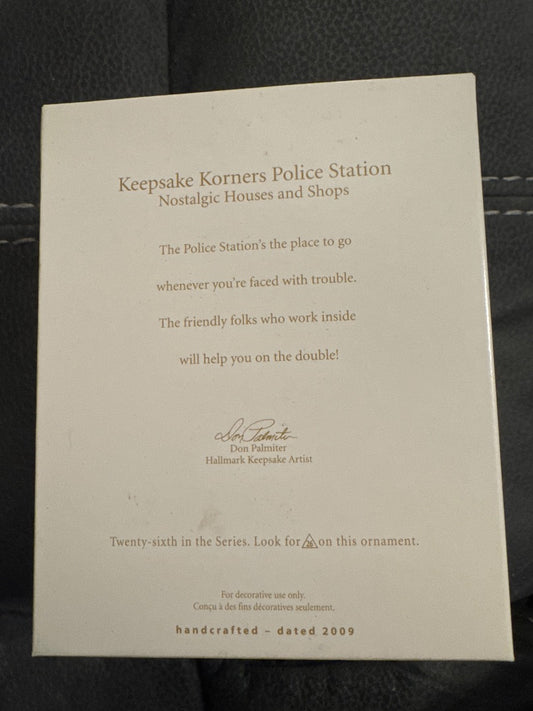 Keepsake Korners Police Station
Nostalgic Houses and Shops
The Police Station's the place to go
whenever you're faced with trouble.
The friendly folks who work inside
will help you on the double!
Don Palmiter
Don Palmiter
Hallmark Keepsake Artist
Twenty-sixth in the Series. Look for 26 on this ornament.
For decorative use only.
Conçu à des fins décoratives seulement.
handcrafted – dated 2009